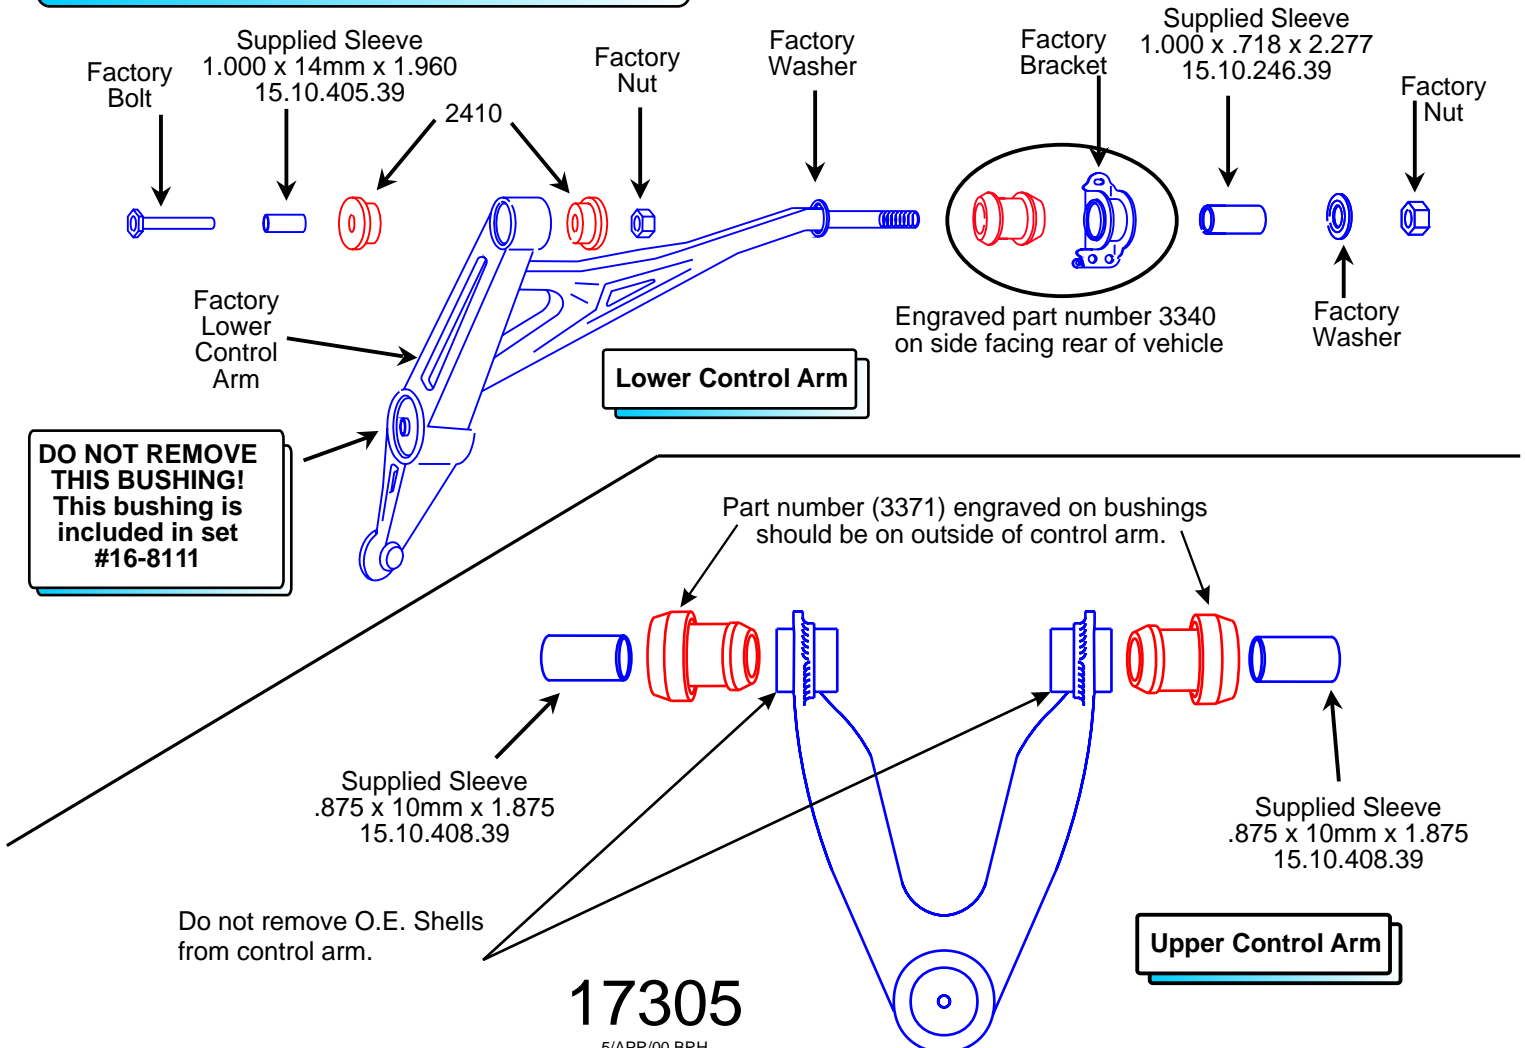 Factory
Bolt
Supplied Sleeve
1.000 x 14mm x 1.960
15.10.405.39
2410
Factory
Nut
Factory
Washer
Factory
Bracket
Supplied Sleeve
1.000 x .718 x 2.277
15.10.246.39
Factory
Nut
Factory
Lower
Control
Arm
Engraved part number 3340
on side facing rear of vehicle
Factory
Washer
Lower Control Arm
DO NOT REMOVE
THIS BUSHING!
This bushing is
included in set
#16-8111
Part number (3371) engraved on bushings
should be on outside of control arm.
Supplied Sleeve
.875 x 10mm x 1.875
15.10.408.39
Supplied Sleeve
.875 x 10mm x 1.875
15.10.408.39
Do not remove O.E. Shells
from control arm.
Upper Control Arm
17305
5/APR/00 BRH